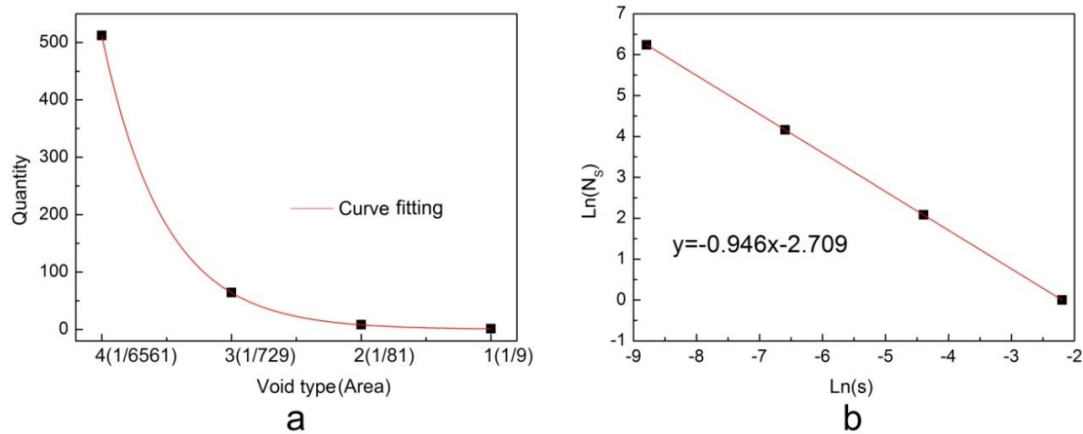 500
400
300
200
100
0
Quantity
Curve fitting
4(1/6561) 3(1/729) 2(1/81) 1(1/9)
Void type(Area)
a
7
6
5
4
3
2
1
0
-1
Ln(NS)
y=-0.946x-2.709
-9 -8 -7 -6 -5 -4 -3 -2
Ln(s)
b